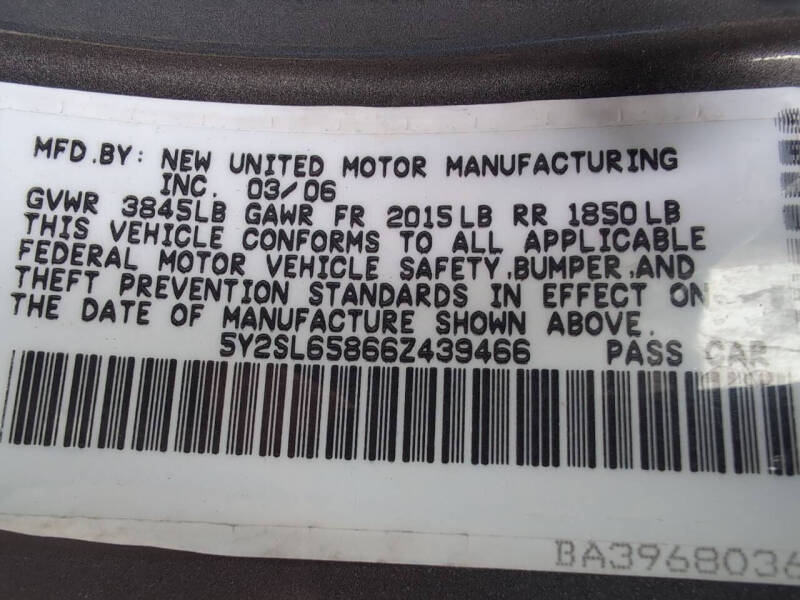 MFD.BY: NEW UNITED MOTOR MANUFACTURING
INC. 03/06
GVWR 3845LB GAWR FR 2015LB RR 1850LB
THIS VEHICLE CONFORMS TO ALL APPLICABLE
FEDERAL MOTOR VEHICLE SAFETY,BUMPER,AND
THEFT PREVENTION STANDARDS IN EFFECT ON
THE DATE OF MANUFACTURE SHOWN ABOVE.
5Y2SL65866Z439466 PASS CAR
BA3968036